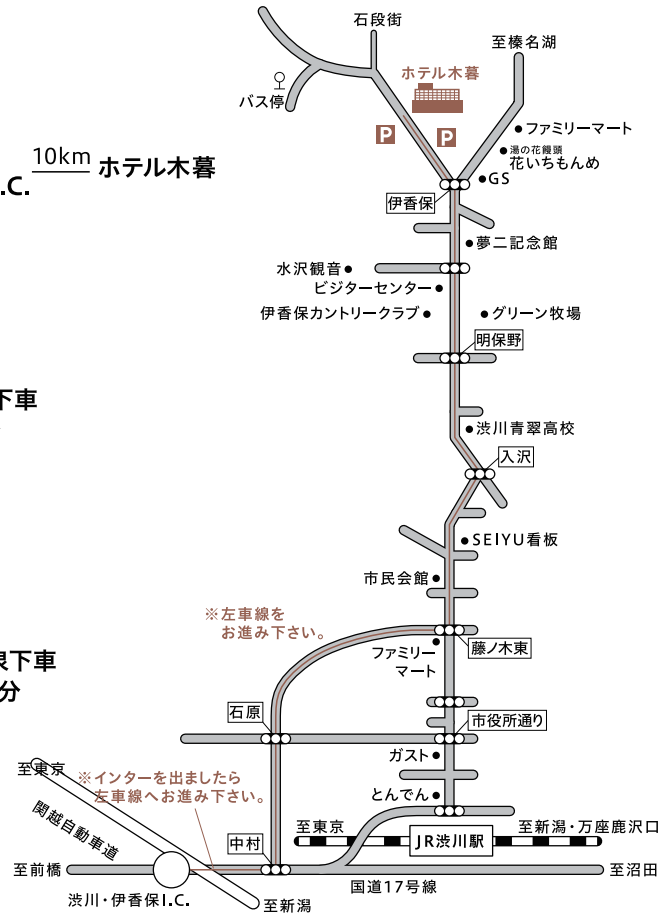 石段街
至榛名湖
ホテル木暮
バス停
P
P
ファミリーマート
湯の花饅頭
花いちもんめ
10km ホテル木暮
.C.
GS
伊香保
夢二記念館
水沢観音
ビジターセンター
伊香保カントリークラブ
グリーン牧場
明保野
下車
渋川青翠高校
入沢
SEIYU看板
市民会館
※左車線を
お進み下さい。
藤ノ木東
ファミリー
マート
泉下車
分
石原
市役所通り
ガスト
至東京
※インターを出ましたら
左車線へお進み下さい。
とんでん
関越自動車道
至東京
JR渋川駅
至新潟・万座鹿沢口
中村
至前橋
至沼田
国道17号線
渋川・伊香保I.C.
至新潟